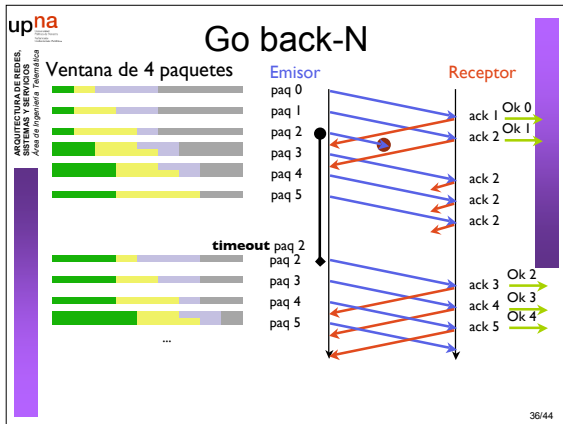 upna
ARQUITECTURA DE REDES,
SISTEMAS Y SERVICIOS
Área de Ingeniería Telemática
Go back-N
Ventana de 4 paquetes
Emisor
Receptor
paq 0
paq 1
paq 2
paq 3
paq 4
paq 5
timeout paq 2
paq 2
paq 3
paq 4
paq 5
...
ack 1 Ok 0
ack 2 Ok 1
ack 2
ack 2
ack 2
ack 3 Ok 2
ack 4 Ok 3
ack 5 Ok 4
36/44